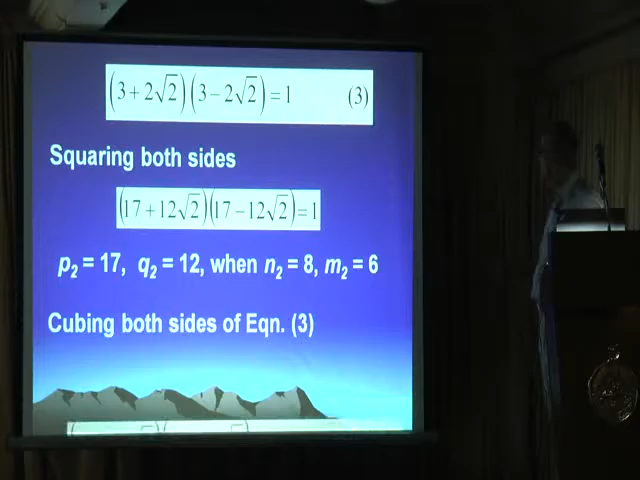 (3 + 2√2)(3 − 2√2) = 1 (3)
Squaring both sides
(17 + 12√2)(17 − 12√2) = 1
p₂ = 17, q₂ = 12, when n₂ = 8, m₂ = 6
Cubing both sides of Eqn. (3)